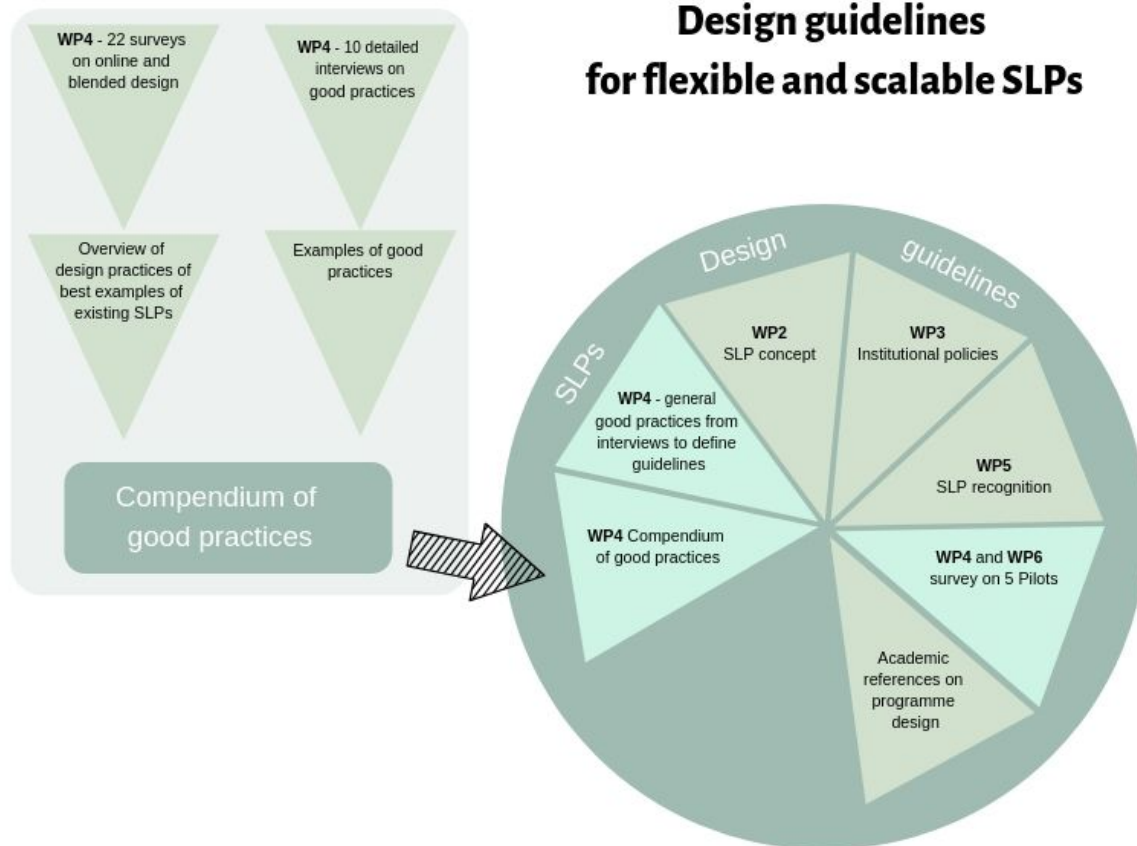 Design guidelines
for flexible and scalable SLPs
WP4 - 22 surveys
on online and
blended design
WP4 - 10 detailed
interviews on
good practices
Overview of
design practices of
best examples of
existing SLPs
Examples of good
practices
Compendium of
good practices
SLPs
Design
guidelines
WP2
SLP concept
WP3
Institutional policies
WP4 - general
good practices from
interviews to define
guidelines
WP5
SLP recognition
WP4 Compendium
of good practices
WP4 and WP6
survey on 5 Pilots
Academic
references on
programme
design